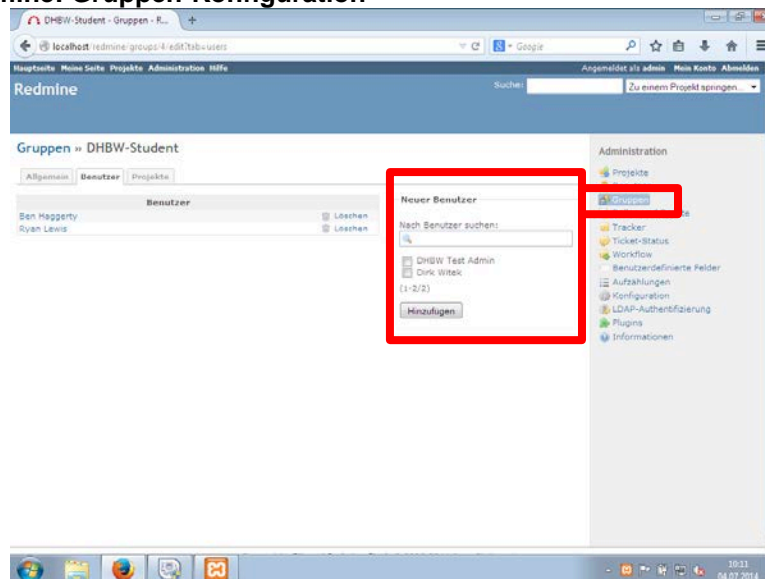 Gruppen-Konfiguration
DHBW-Student - Gruppen - R...
localhost/redmine/groups/4/edit?tab=users
Google
Hauptseite Meine Seite Projekte Administration Hilfe
Angemeldet als admin Mein Konto Abmelden
Redmine
Suche:
Zu einem Projekt springen...
Gruppen » DHBW-Student
Allgemein Benutzer Projekte
Benutzer
Ben Haggerty Löschen
Ryan Lewis Löschen
Neuer Benutzer
Nach Benutzer suchen:
DHBW Test Admin
Dirk Witek
(1-2/2)
Hinzufügen
Administration
Projekte
Gruppen
Tracker
Ticket-Status
Workflow
Benutzerdefinierte Felder
Aufzählungen
Konfiguration
LDAP-Authentifizierung
Plugins
Informationen
10:11
04.07.2014